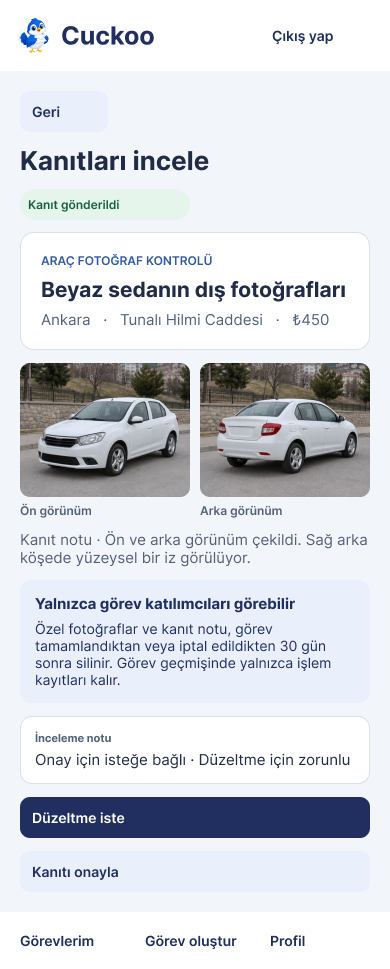 Cuckoo
Çıkış yap
Geri
Kanıtları incele
Kanıt gönderildi
ARAÇ FOTOĞRAF KONTROLÜ
Beyaz sedanın dış fotoğrafları
Ankara · Tunalı Hilmi Caddesi · ₺450
Ön görünüm
Arka görünüm
Kanıt notu · Ön ve arka görünüm çekildi. Sağ arka
köşede yüzeysel bir iz görülüyor.
Yalnızca görev katılımcıları görebilir
Özel fotoğraflar ve kanıt notu, görev
tamamlandıktan veya iptal edildikten 30 gün
sonra silinir. Görev geçmişinde yalnızca işlem
kayıtları kalır.
İnceleme notu
Onay için isteğe bağlı · Düzeltme için zorunlu
Düzeltme iste
Kanıtı onayla
Görevlerim
Görev oluştur
Profil